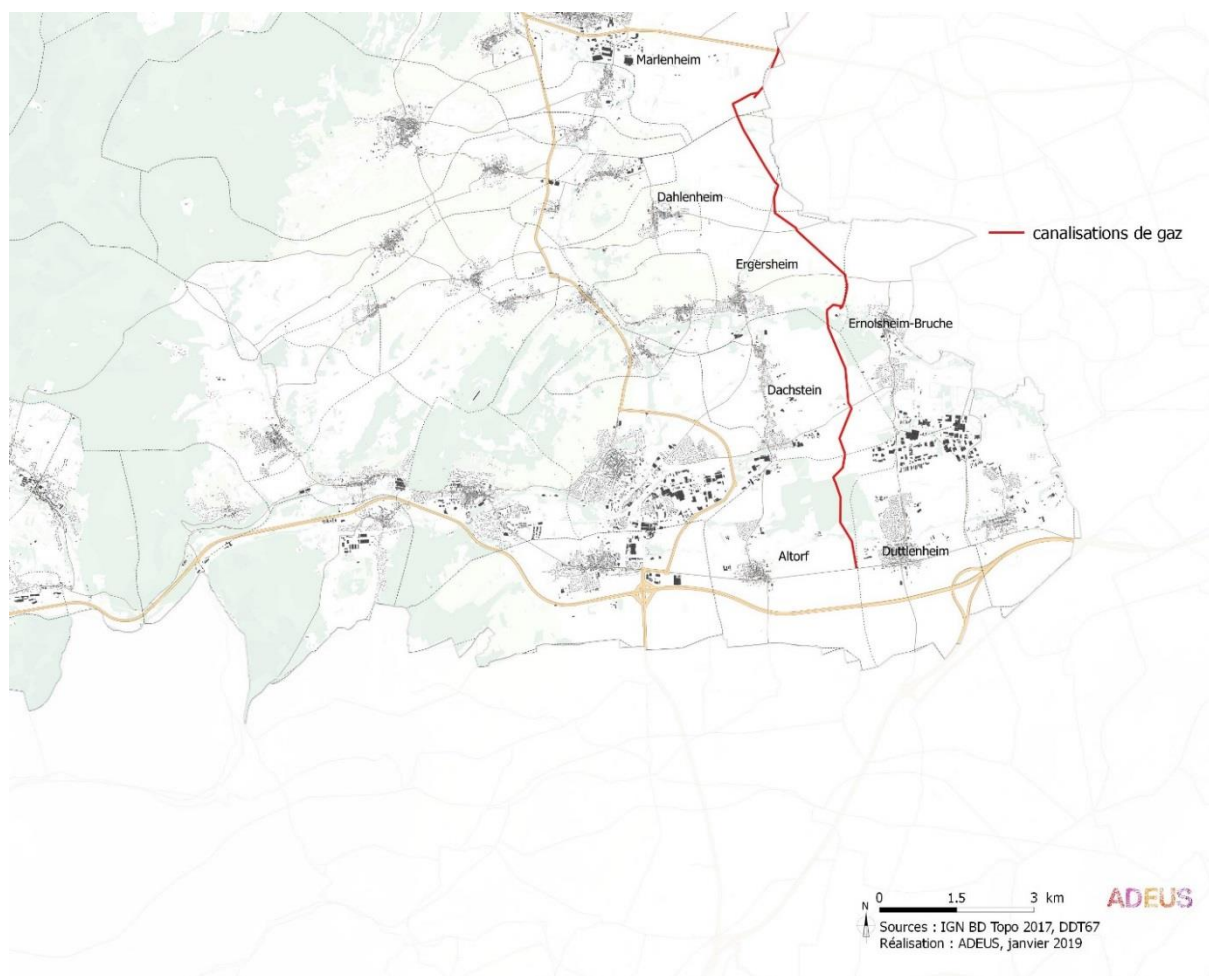 Marlenheim
Dahlenheim
canalisations de gaz
Ergersheim
Ernolsheim-Bruche
Dachstein
Altorf
Duttlenheim
0 1.5 3 km
N
ADEUS
Sources : IGN BD Topo 2017, DDT67
Réalisation : ADEUS, janvier 2019